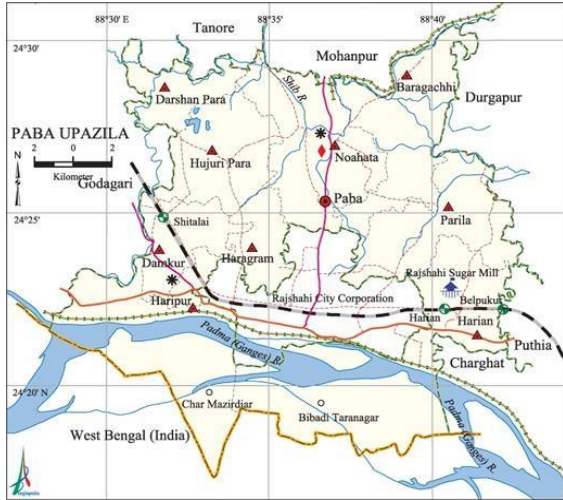 88°30' E
88°35'
88°40'
24°30'
Tanore
Mohanpur
Durgapur
Shib R
Baragachhi
Darshan Para
PABA UPAZILA
N
2 0 2
Kilometer
Hujuri Para
Noahata
Godagari
Paba
24°25'
Shitalai
Parila
Damkur
Haragram
Rajshahi Sugar Mill
Haripur
Rajshahi City Corporation
Belpukur
Harian
Harian
Puthia
Charghat
Padma (Ganges) R.
24°20'
Char Mazirdiar
Bibadi Taranagar
Padma (Ganges) R.
West Bengal (India)